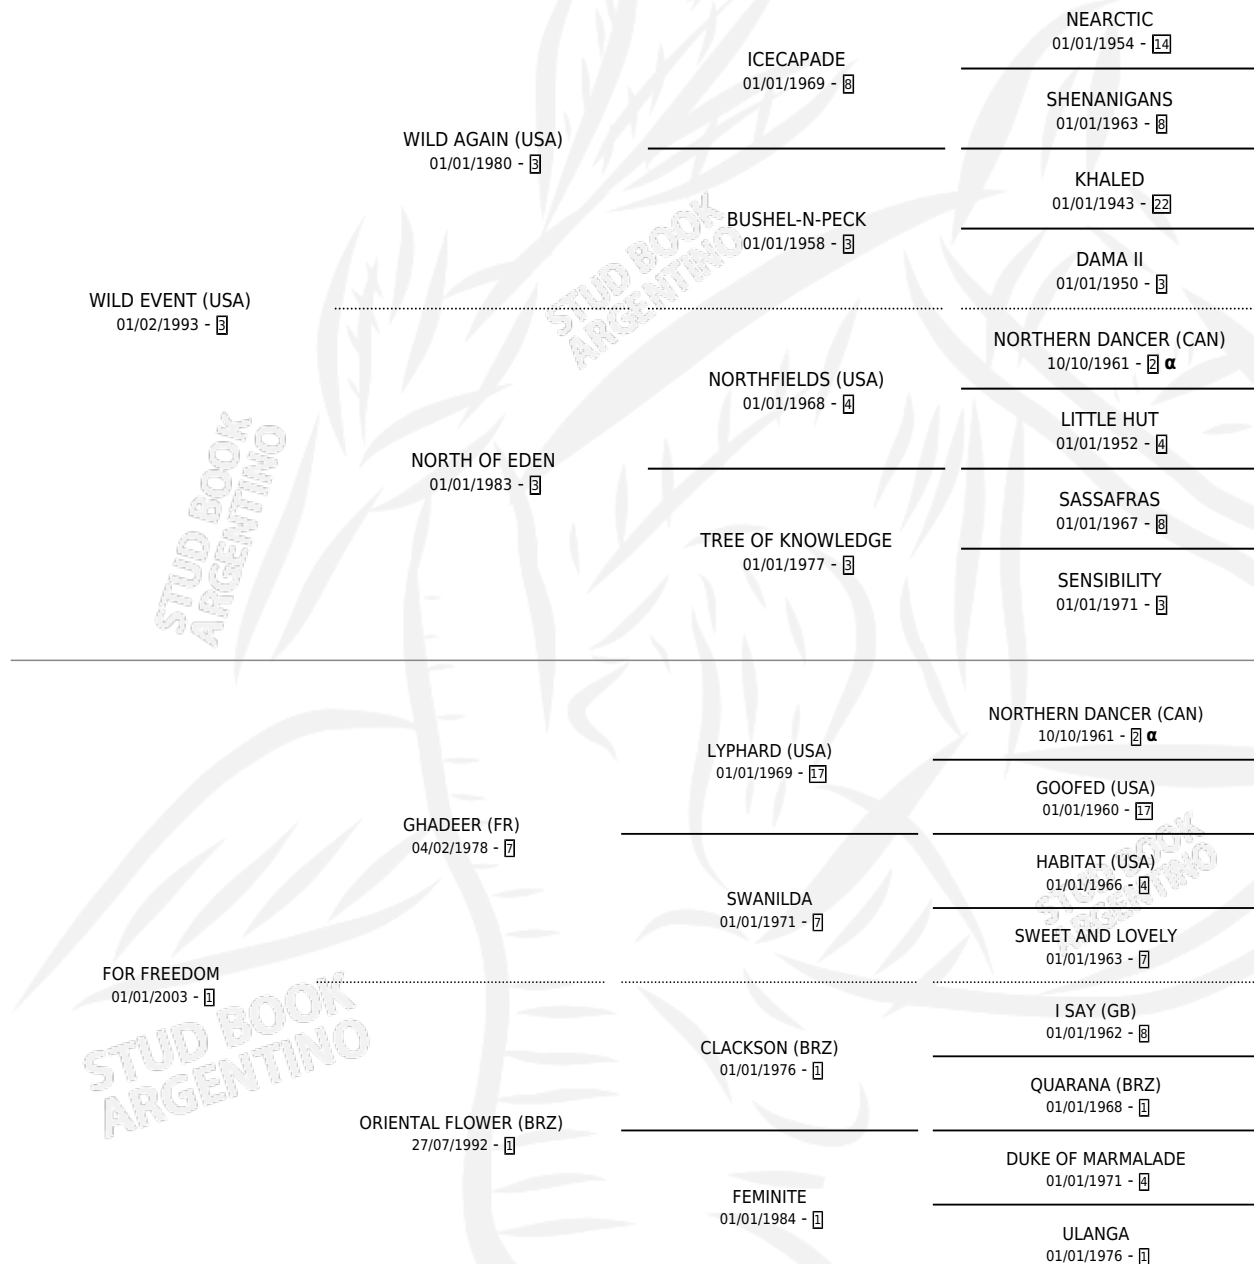 NEARCTIC
01/01/1954 - 14
ICECAPADE
01/01/1969 - 8
SHENANIGANS
01/01/1963 - 8
WILD AGAIN (USA)
01/01/1980 - 3
KHALED
01/01/1943 - 22
BUSHEL-N-PECK
01/01/1958 - 3
DAMA II
01/01/1950 - 3
WILD EVENT (USA)
01/02/1993 - 3
STUD BOOK
ARGENTINO
NORTHERN DANCER (CAN)
10/10/1961 - 2 α
NORTHFIELDS (USA)
01/01/1968 - 4
LITTLE HUT
01/01/1952 - 4
NORTH OF EDEN
01/01/1983 - 3
SASSAFRAS
01/01/1967 - 8
TREE OF KNOWLEDGE
01/01/1977 - 3
SENSIBILITY
01/01/1971 - 3
STUD BOOK
ARGENTINO
NORTHERN DANCER (CAN)
10/10/1961 - 2 α
LYPHARD (USA)
01/01/1969 - 17
GOOFED (USA)
01/01/1960 - 17
GHADEER (FR)
04/02/1978 - 7
HABITAT (USA)
01/01/1966 - 4
SWANILDA
01/01/1971 - 7
SWEET AND LOVELY
01/01/1963 - 7
STUD BOOK
ARGENTINO
FOR FREEDOM
01/01/2003 - 1
I SAY (GB)
01/01/1962 - 8
CLACKSON (BRZ)
01/01/1976 - 1
QUARANA (BRZ)
01/01/1968 - 1
STUD BOOK
ARGENTINO
ORIENTAL FLOWER (BRZ)
27/07/1992 - 1
DUKE OF MARMALADE
01/01/1971 - 4
FEMINITE
01/01/1984 - 1
ULANGA
01/01/1976 - 1